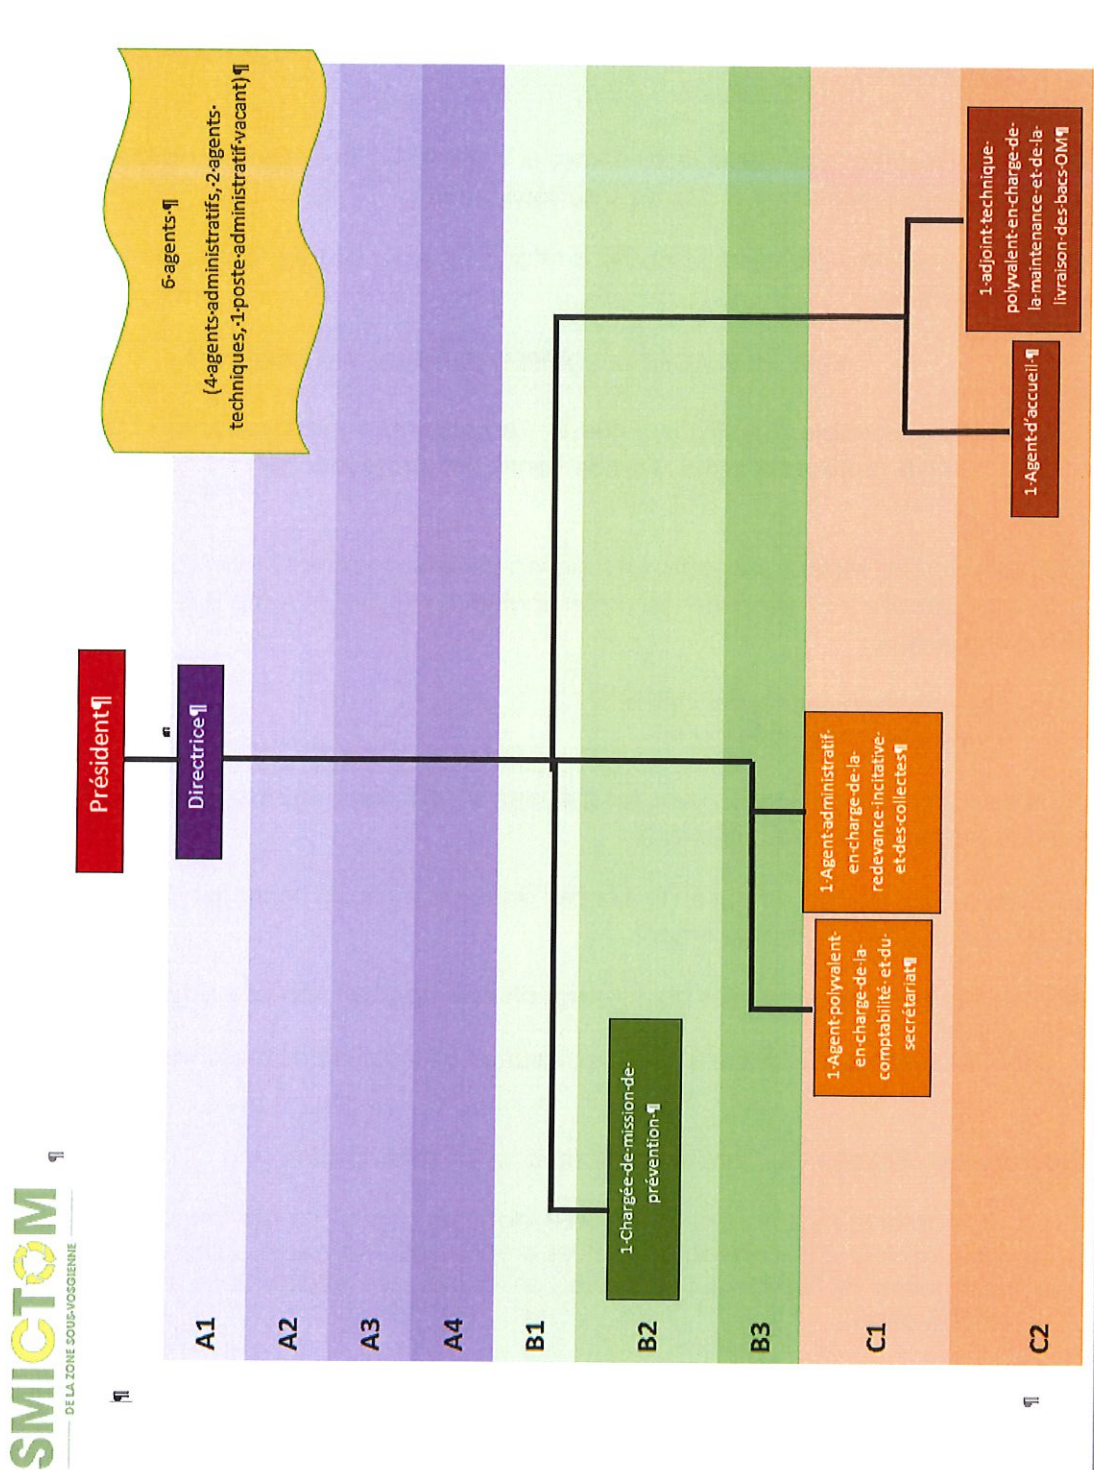 SMICTOM
DE LA ZONE SOUS-VOSGIENNE
¶
¶
Président¶
¶
6·agents·¶
(4·agents·administratifs,·2·agents·
techniques,·1·poste·administratif·vacant)¶
A1
Directrice¶
A2
A3
A4
B1
B2
1·Chargée·de·mission·de·
prévention·¶
B3
C1
1·Agent·polyvalent·
en·charge·de·la·
comptabilité·et·du·
secrétariat¶
1·Agent·administratif·
en·charge·de·la·
redevance·incitative·
et·des·collectes¶
C2
1·Agent·d'accueil·¶
1·adjoint·technique·
polyvalent·en·charge·de·
la·maintenance·et·de·la·
livraison·des·bacs·OM¶
¶